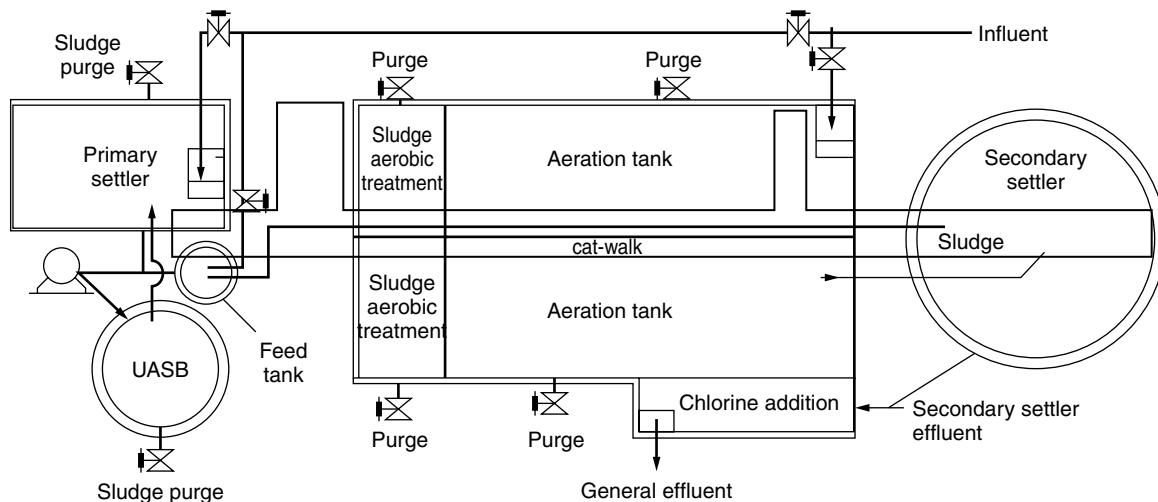 Influent
Sludge
purge
Purge
Purge
Primary
settler
Sludge
aerobic
treatment
Aeration tank
Secondary
settler
Sludge
cat-walk
Sludge
aerobic
treatment
Aeration tank
UASB
Feed
tank
Chlorine addition
Secondary settler
effluent
Purge
Purge
Sludge purge
General effluent